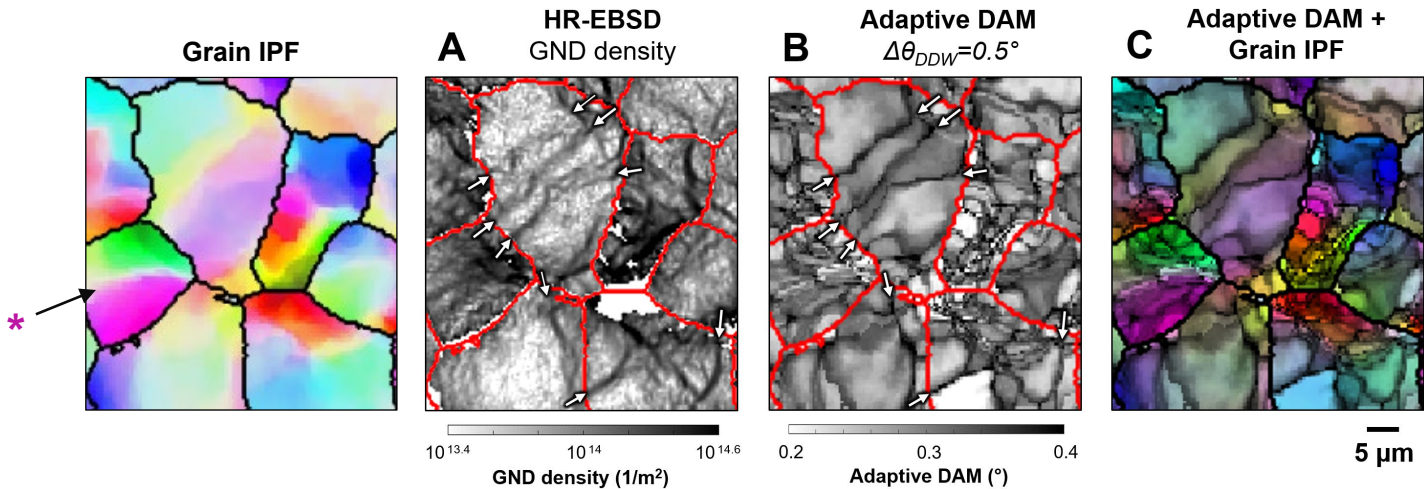 Grain IPF
*
A
HR-EBSD
GND density
B
Adaptive DAM
Δθ_DDW=0.5°
C
Adaptive DAM +
Grain IPF
10^13.4
10^14
10^14.6
GND density (1/m²)
0.2
0.3
0.4
Adaptive DAM (°)
5 µm